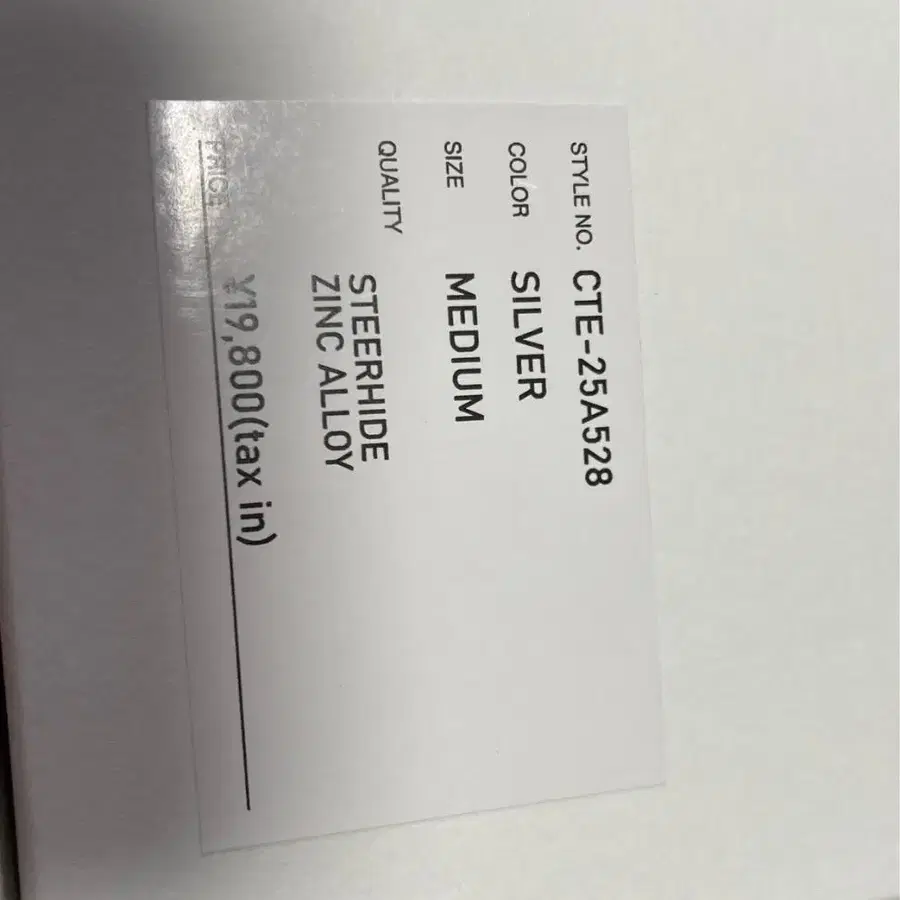 STYLE NO. CTE-25A528
COLOR SILVER
SIZE MEDIUM
QUALITY STEERHIDE
ZINC ALLOY
PRICE ¥19,800(tax in)